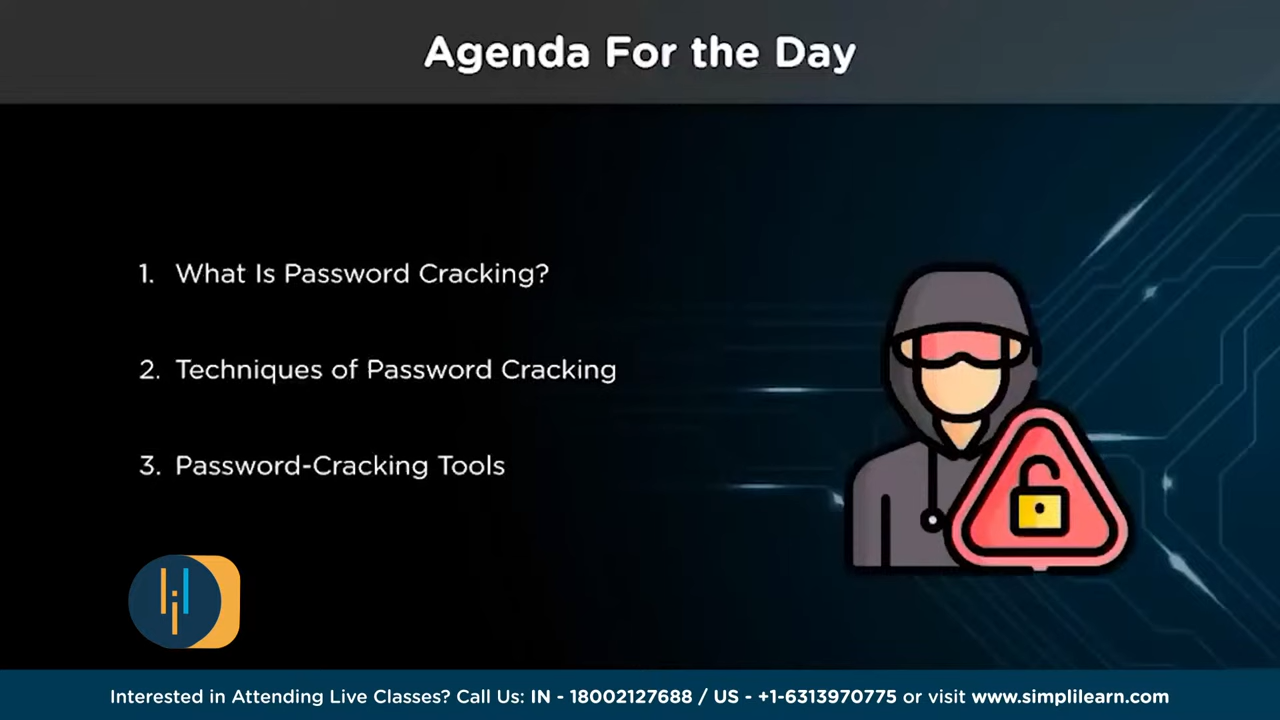 Agenda For the Day
1. What Is Password Cracking?
2. Techniques of Password Cracking
3. Password-Cracking Tools
Interested in Attending Live Classes? Call Us: IN - 18002127688 / US - +1-6313970775 or visit www.simplilearn.com